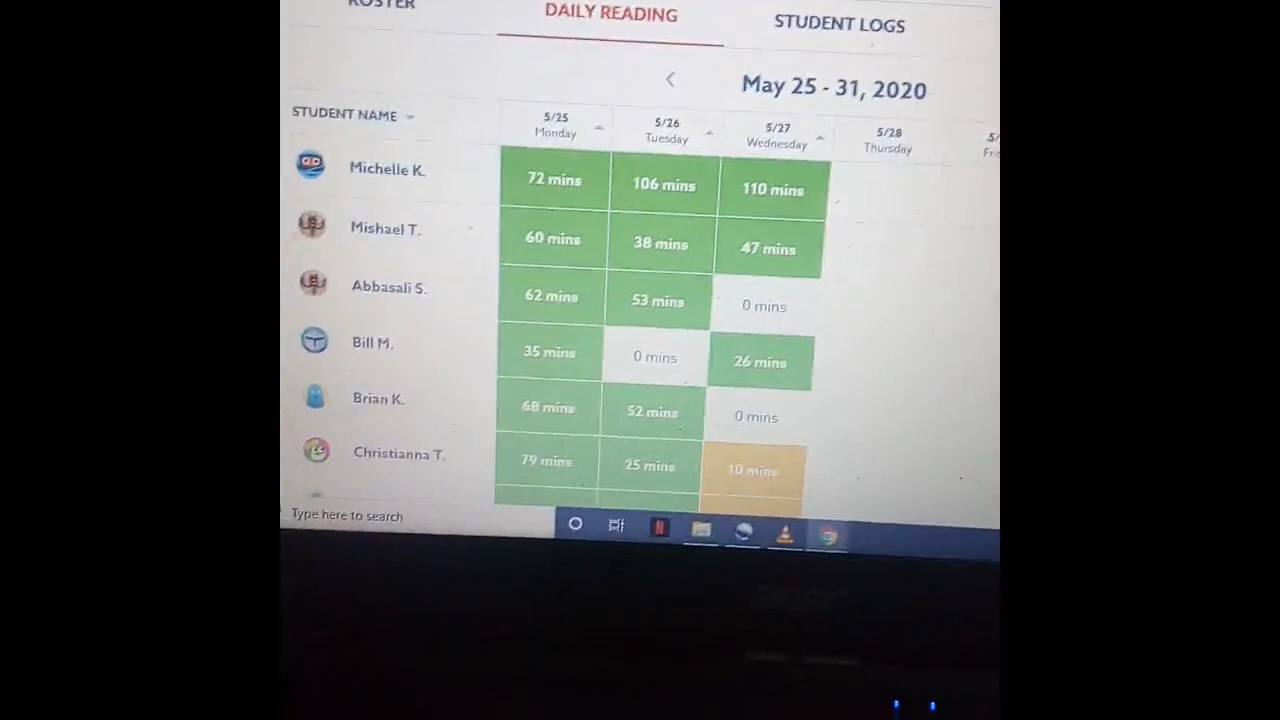 ROSTER DAILY READING STUDENT LOGS
May 25 - 31, 2020
STUDENT NAME 5/25 5/26 5/27 5/28
Monday Tuesday Wednesday Thursday
Michelle K. 72 mins 106 mins 110 mins
Mishael T. 60 mins 38 mins 47 mins
Abbasali S. 62 mins 53 mins 0 mins
Bill M. 35 mins 0 mins 26 mins
Brian K. 68 mins 52 mins 0 mins
Christianna T. 79 mins 25 mins 10 mins
Type here to search
acer